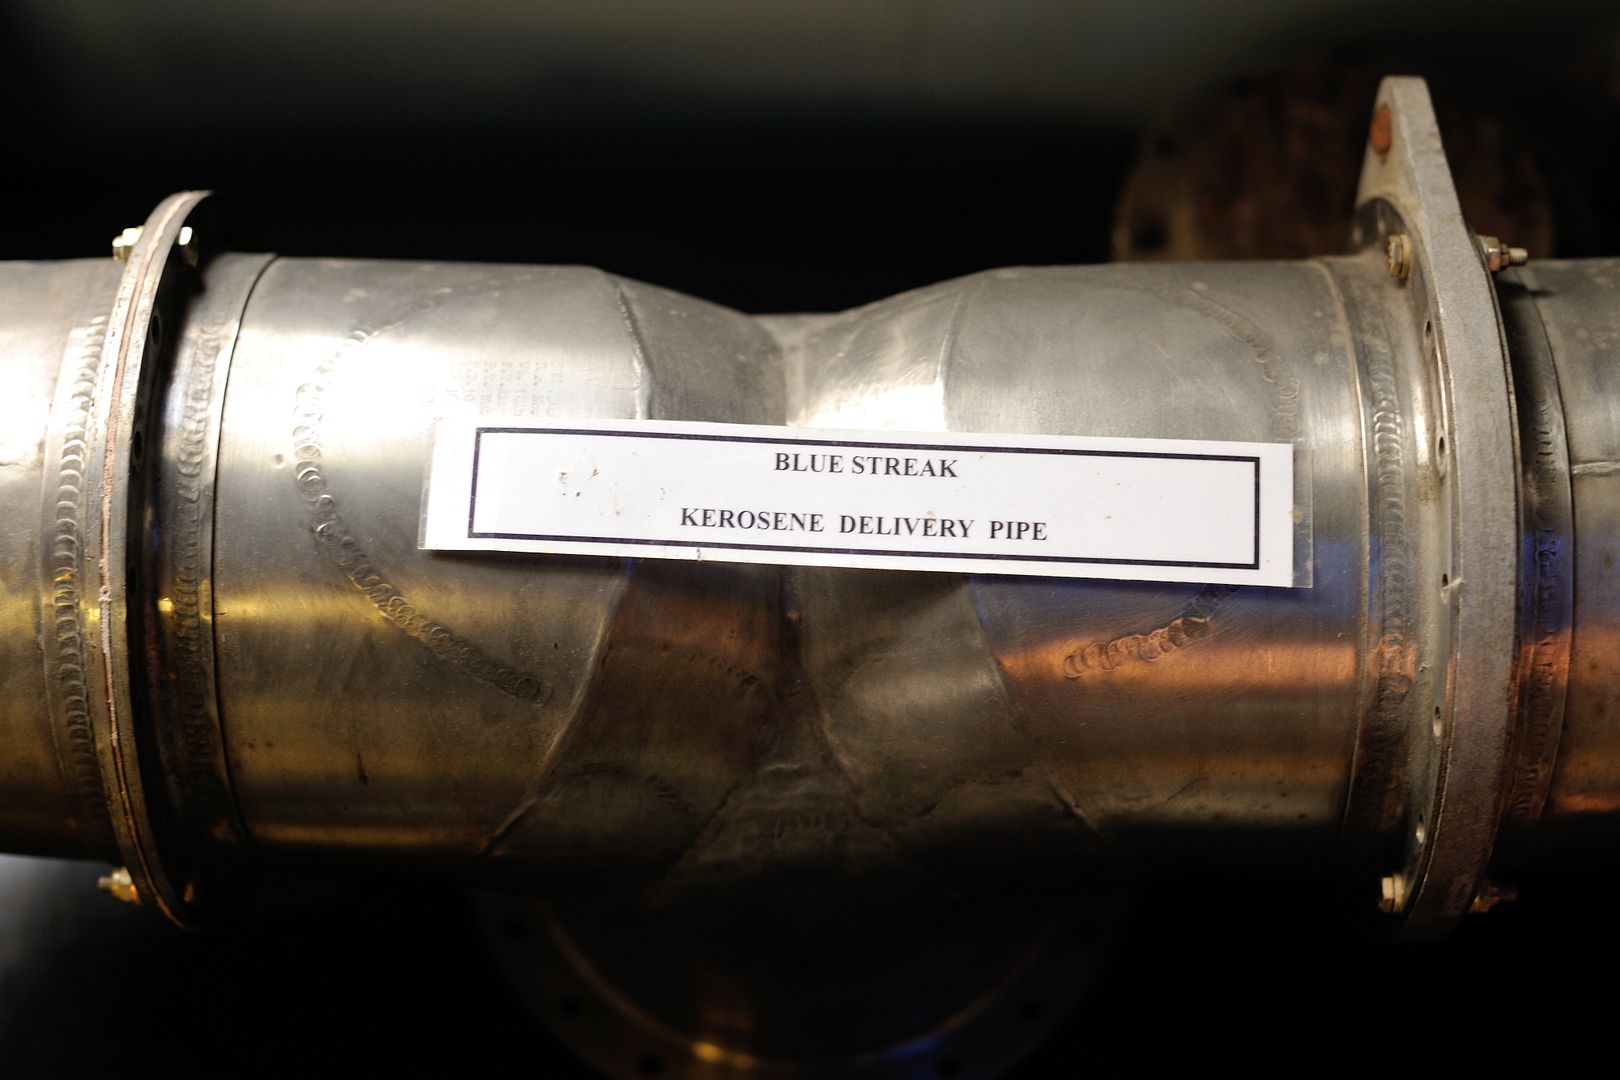 BLUE STREAK
KEROSENE DELIVERY PIPE